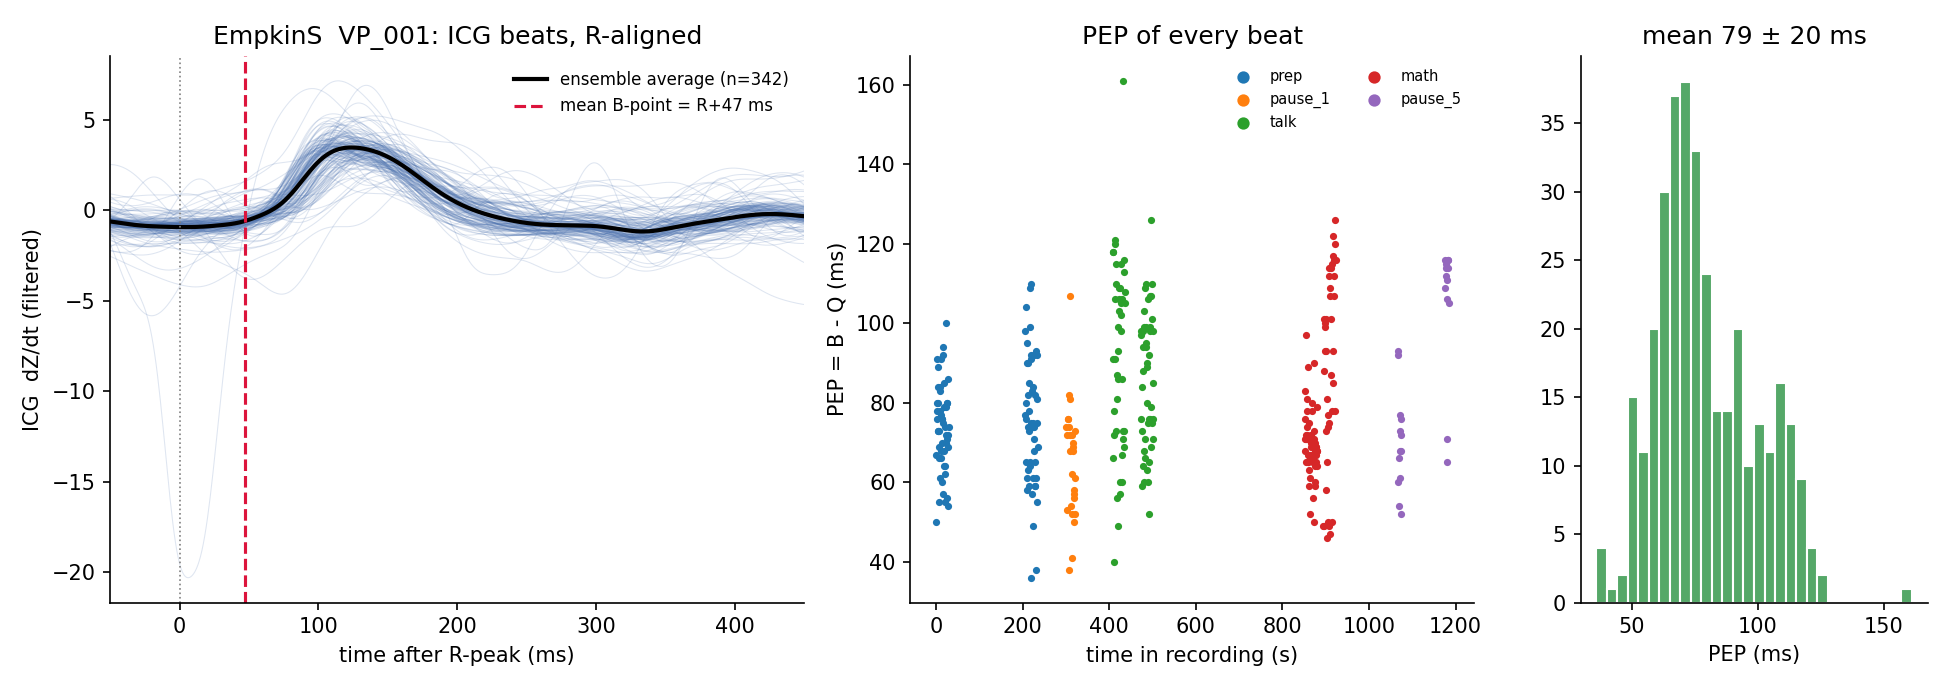 EmpkinS  VP_001: ICG beats, R-aligned
ensemble average (n=342)
mean B-point = R+47 ms
5
0
−5
−10
−15
−20
ICG  dZ/dt (filtered)
0
100
200
300
400
time after R-peak (ms)
PEP of every beat
prep
pause_1
talk
math
pause_5
160
140
120
100
80
60
40
PEP = B - Q (ms)
0
200
400
600
800
1000
1200
time in recording (s)
mean 79 ± 20 ms
35
30
25
20
15
10
5
0
50
100
150
PEP (ms)